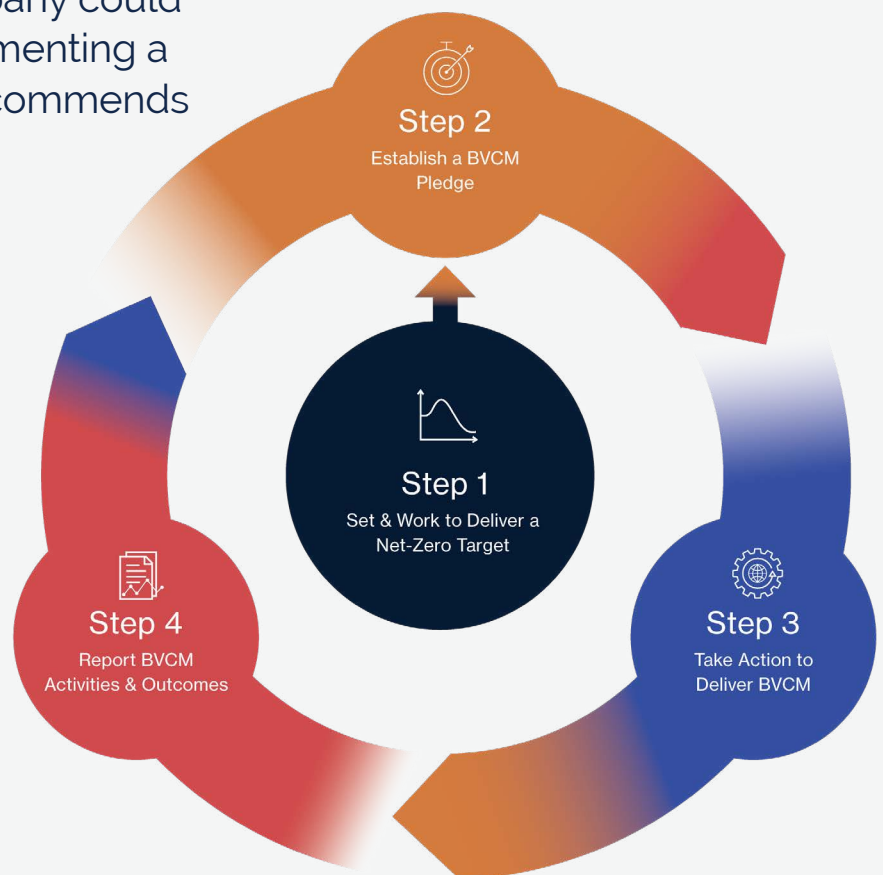 could
menting a
commends
Step 2
Establish a BVCM
Pledge
Step 1
Set & Work to Deliver a
Net-Zero Target
Step 4
Report BVCM
Activities & Outcomes
Step 3
Take Action to
Deliver BVCM